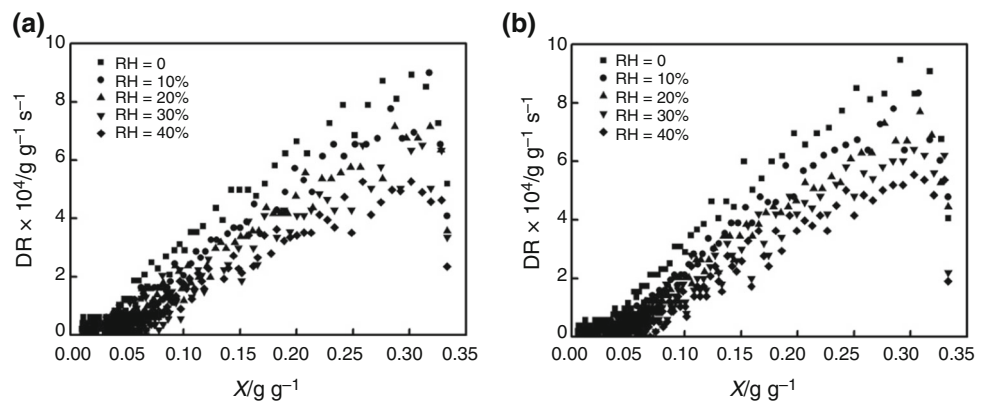 (a)
10
8
6
4
2
0
DR × 10⁴/g g⁻¹ s⁻¹
RH = 0
RH = 10%
RH = 20%
RH = 30%
RH = 40%
0.00 0.05 0.10 0.15 0.20 0.25 0.30 0.35
X/g g⁻¹
(b)
10
8
6
4
2
0
DR × 10⁴/g g⁻¹ s⁻¹
RH = 0
RH = 10%
RH = 20%
RH = 30%
RH = 40%
0.00 0.05 0.10 0.15 0.20 0.25 0.30 0.35
X/g g⁻¹